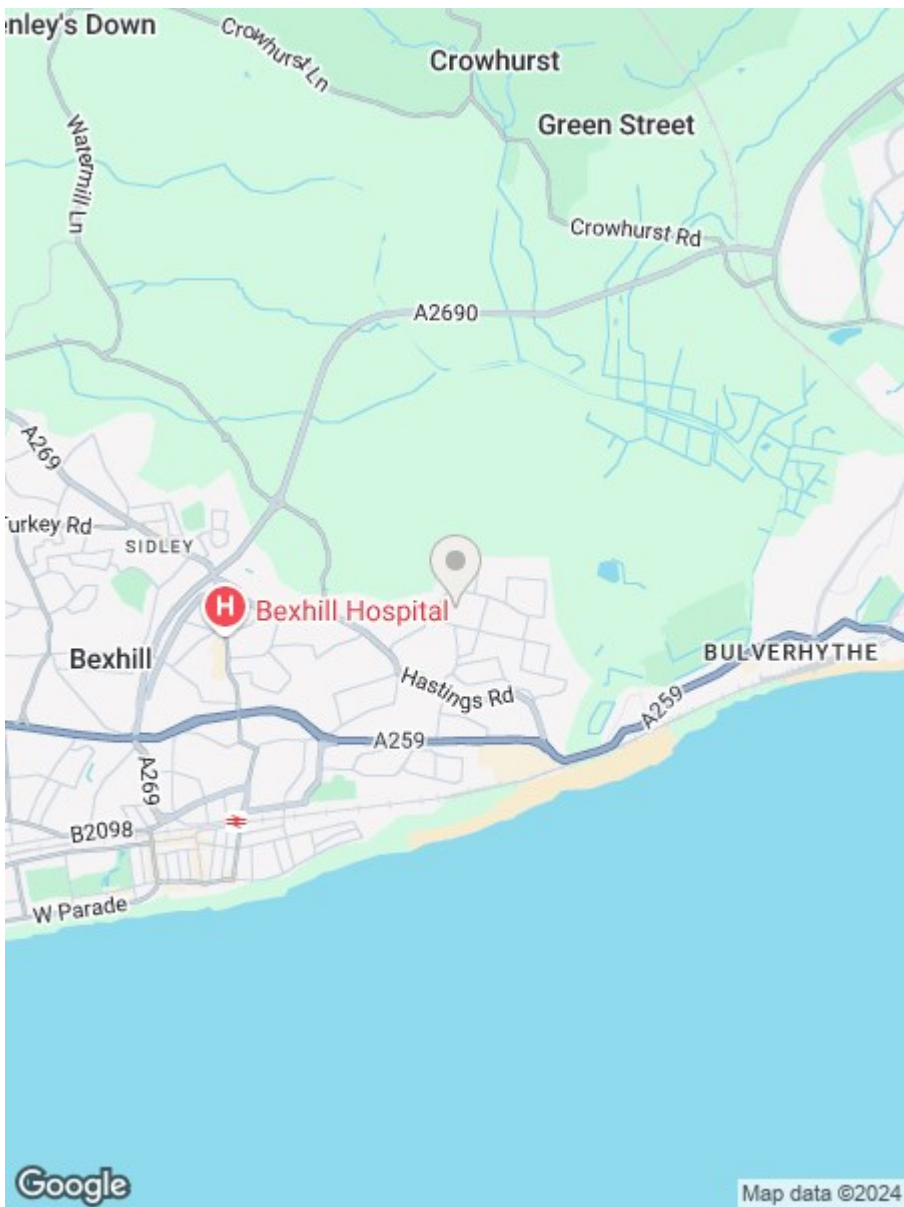 enley's Down
Crowhurst Ln
Crowhurst
Green Street
Watermill Ln
Crowhurst Rd
A2690
A269
Turkey Rd
SIDLEY
H
Bexhill Hospital
Bexhill
BULVERHYTHE
Hastings Rd
A259
A259
A269
B2098
W Parade
Google
Map data ©2024